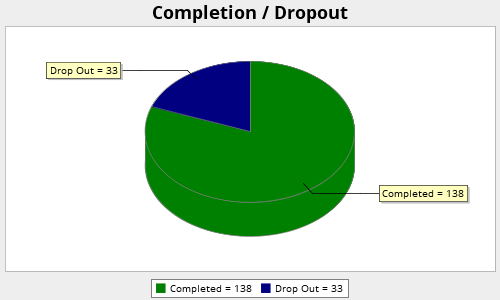 Completion / Dropout
Drop Out = 33
Completed = 138
Completed = 138 Drop Out = 33